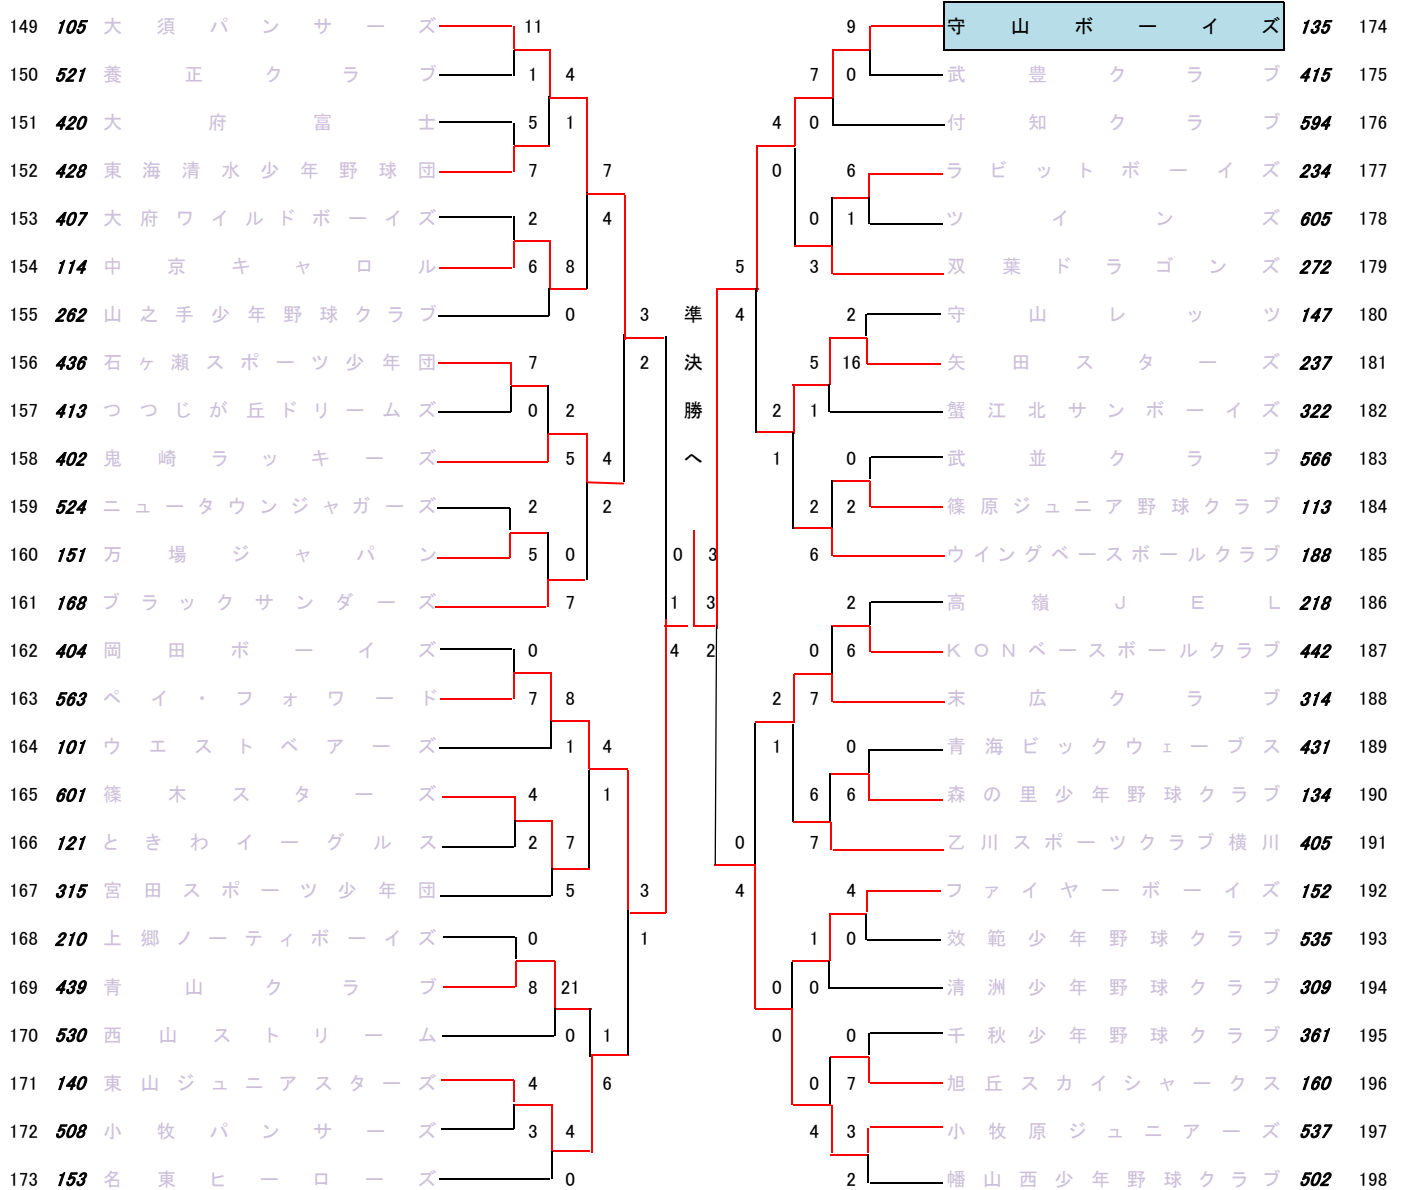 149 105 大須パンサーズ 11 9 守山ボーイズ 135 174
150 521 養正クラブ 1 4 7 0 武豊クラブ 415 175
151 420 大府富士 5 1 4 0 付知クラブ 594 176
152 428 東海清水少年野球団 7 7 0 6 ラビットボーイズ 234 177
153 407 大府ワイルドボーイズ 2 4 0 1 ツインズ 605 178
154 114 中京キャロル 6 8 5 3 双葉ドラゴンズ 272 179
155 262 山之手少年野球クラブ 0 3 準 4 2 守山レッツ 147 180
156 436 石ヶ瀬スポーツ少年団 7 2 決 5 16 矢田スターズ 237 181
157 413 つつじが丘ドリームズ 0 2 勝 2 1 蟹江北サンボーイズ 322 182
158 402 鬼崎ラッキーズ 5 4 へ 1 0 武並クラブ 566 183
159 524 ニュータウンジャガーズ 2 2 2 2 篠原ジュニア野球クラブ 113 184
160 151 万場ジャパン 5 0 0 3 6 ウイングベースボールクラブ 188 185
161 168 ブラックサンダーズ 7 1 3 2 高嶺JEL 218 186
162 404 岡田ボーイズ 0 4 2 0 6 KONベースボールクラブ 442 187
163 563 ペイ・フォワード 7 8 2 7 末広クラブ 314 188
164 101 ウエストベアーズ 1 4 1 0 青海ビックウェーブス 431 189
165 601 篠木スターズ 4 1 6 6 森の里少年野球クラブ 134 190
166 121 ときわイーグルス 2 7 0 7 乙川スポーツクラブ横川 405 191
167 315 宮田スポーツ少年団 5 3 4 4 ファイヤーボーイズ 152 192
168 210 上郷ノーティボーイズ 0 1 1 0 效範少年野球クラブ 535 193
169 439 青山クラブ 8 21 0 0 清洲少年野球クラブ 309 194
170 530 西山ストリーム 0 1 0 0 千秋少年野球クラブ 361 195
171 140 東山ジュニアスターズ 4 6 0 7 旭丘スカイシャークス 160 196
172 508 小牧パンサーズ 3 4 4 3 小牧原ジュニアーズ 537 197
173 153 名東ヒーローズ 0 2 幡山西少年野球クラブ 502 198